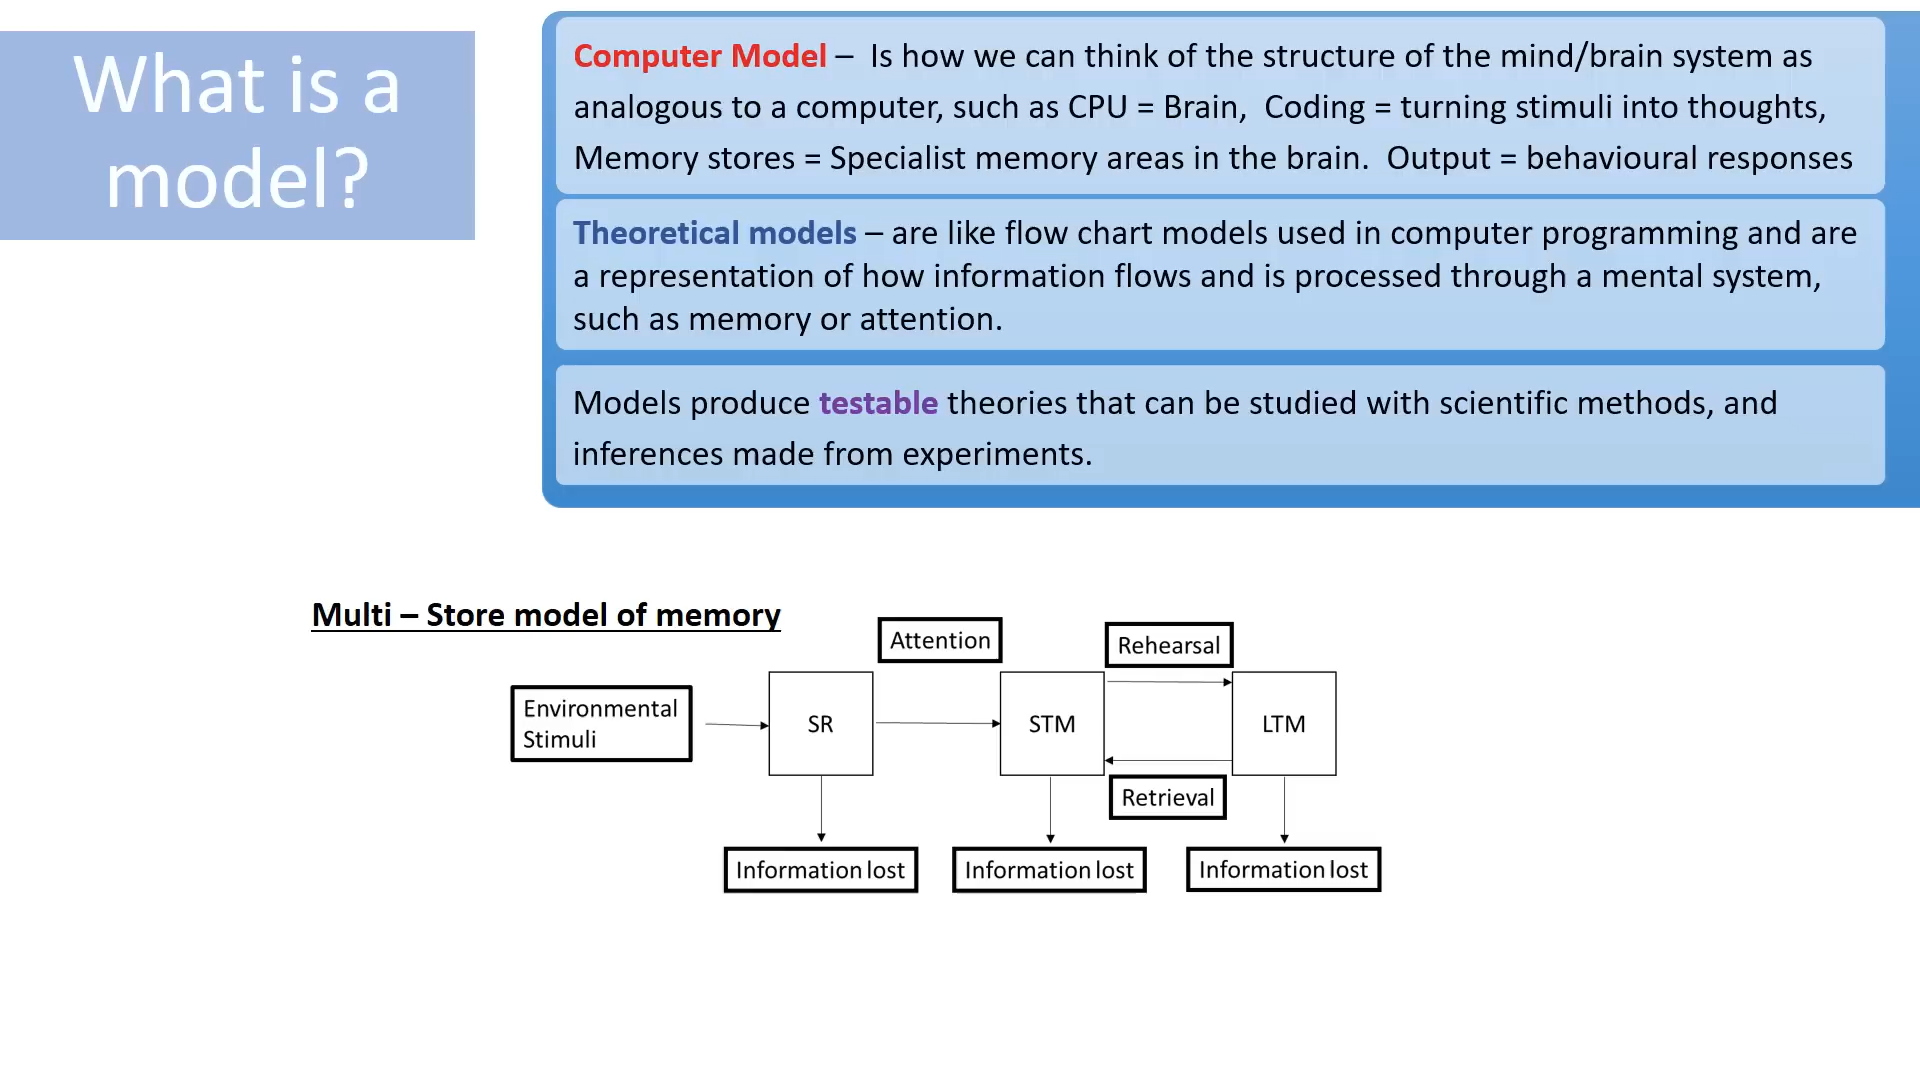 What is a
model?
Computer Model – Is how we can think of the structure of the mind/brain system as
analogous to a computer, such as CPU = Brain, Coding = turning stimuli into thoughts,
Memory stores = Specialist memory areas in the brain. Output = behavioural responses
Theoretical models – are like flow chart models used in computer programming and are
a representation of how information flows and is processed through a mental system,
such as memory or attention.
Models produce testable theories that can be studied with scientific methods, and
inferences made from experiments.
Multi – Store model of memory
Attention
Rehearsal
Environmental
Stimuli
SR
STM
LTM
Retrieval
Information lost
Information lost
Information lost